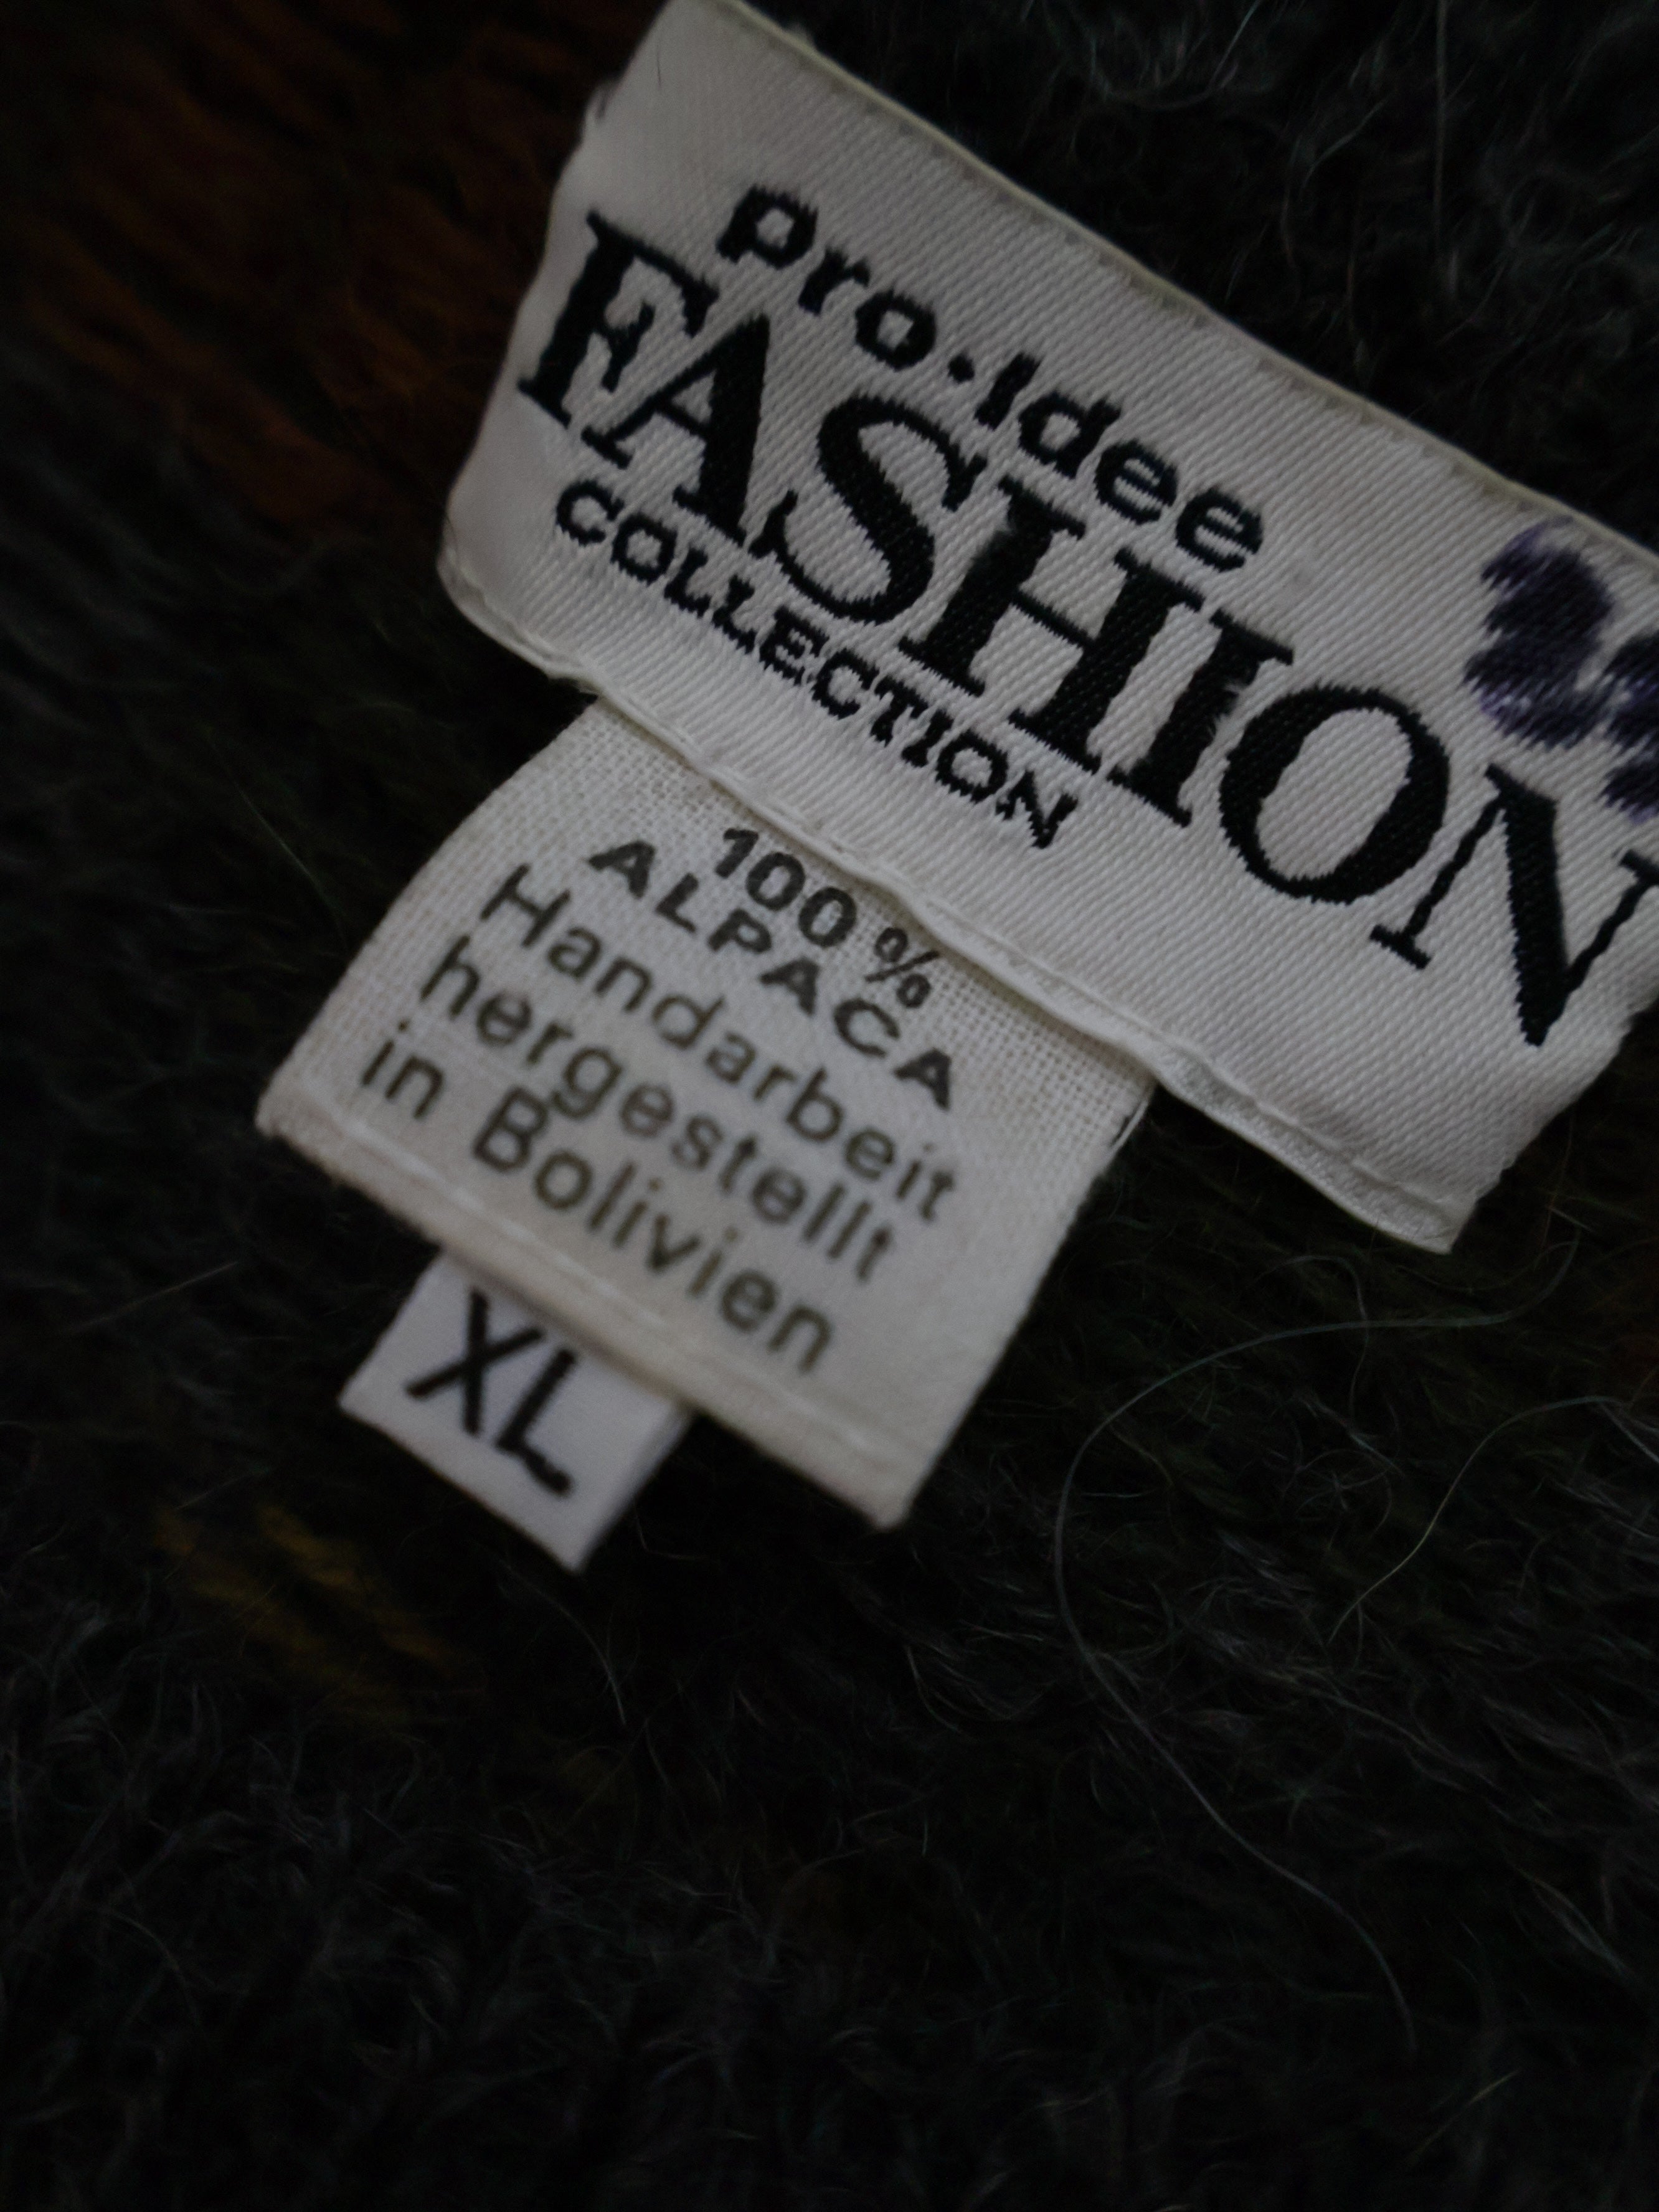 pro·Idee
FASHION
COLLECTION
100%
ALPACA
Handarbeit
hergestellt
in Bolivien
XL